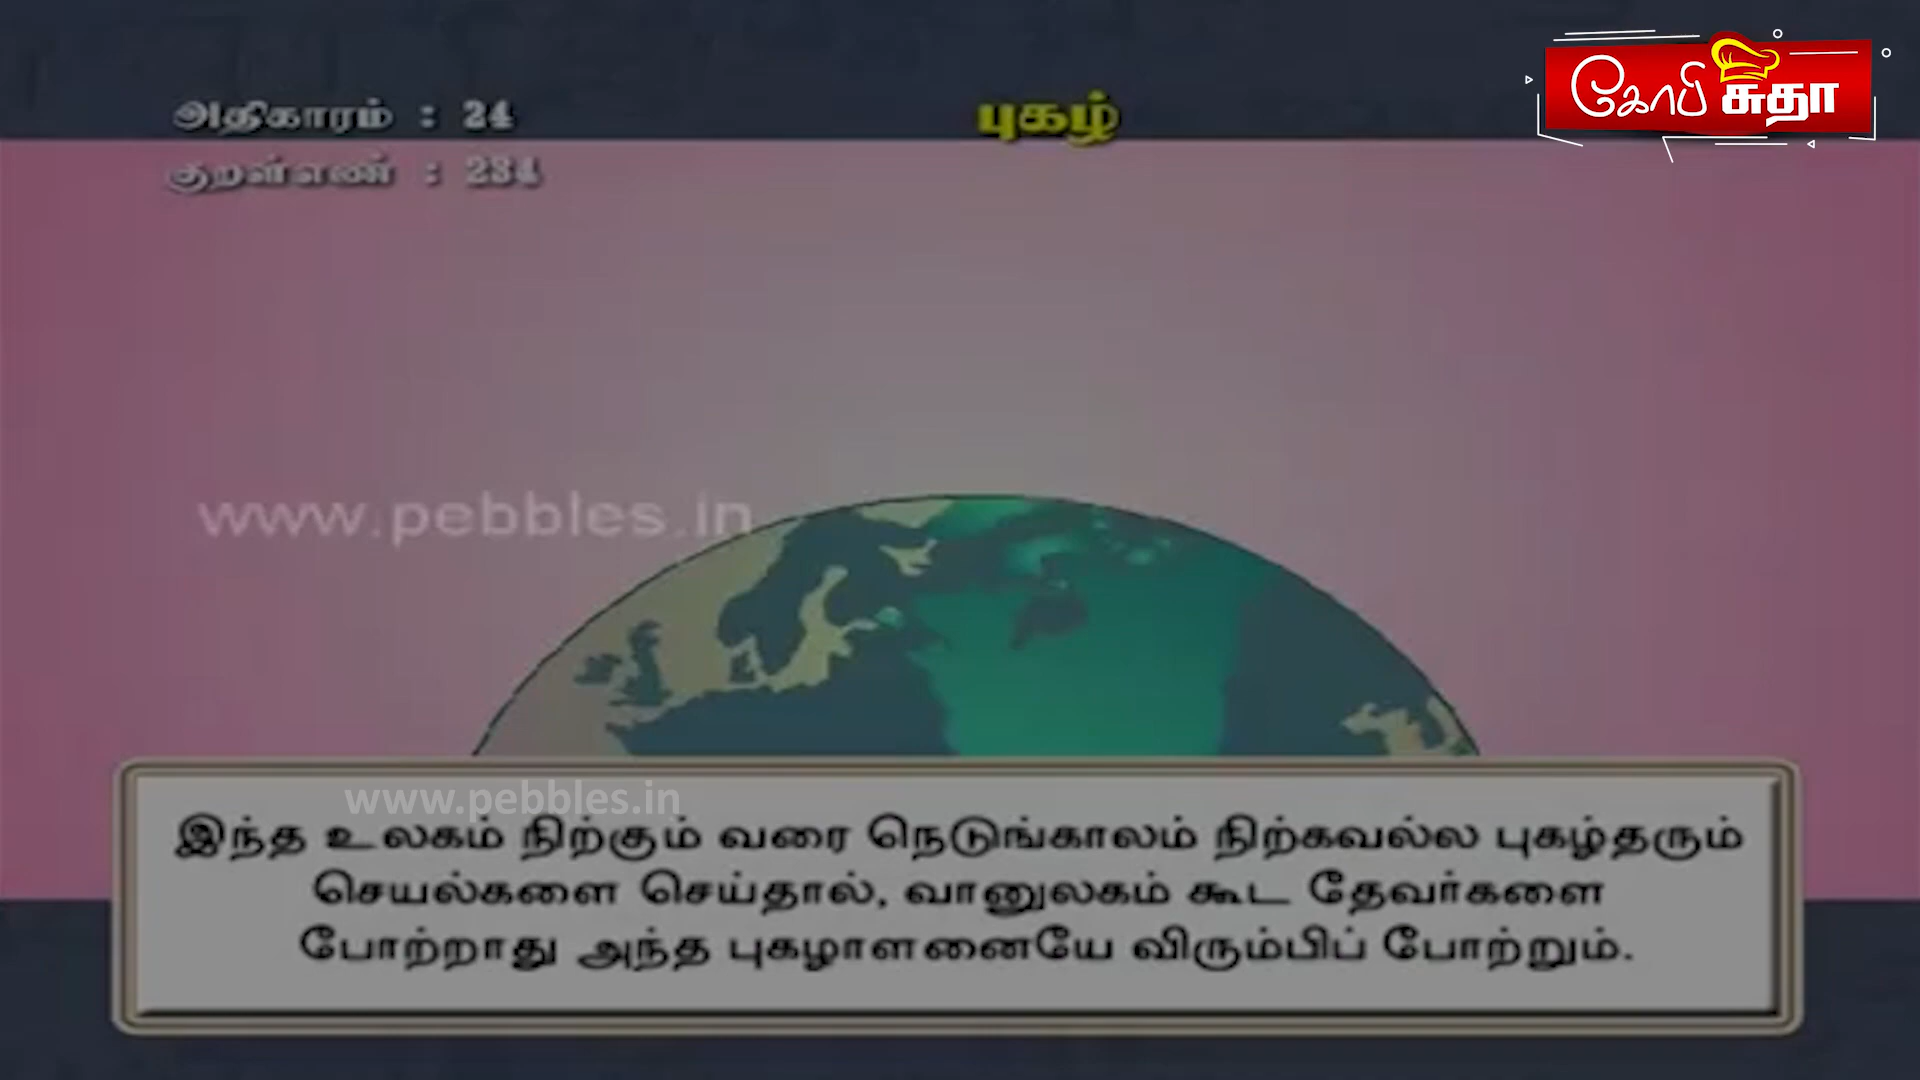 கோபி சுதா
அதிகாரம் : 24
புகழ்
குறள்எண் : 234
www.pebbles.in
www.pebbles.in
இந்த உலகம் நிற்கும் வரை நெடுங்காலம் நிற்கவல்ல புகழ்தரும்
செயல்களை செய்தால், வானுலகம் கூட தேவர்களை
போற்றாது அந்த புகழாளனையே விரும்பிப் போற்றும்.